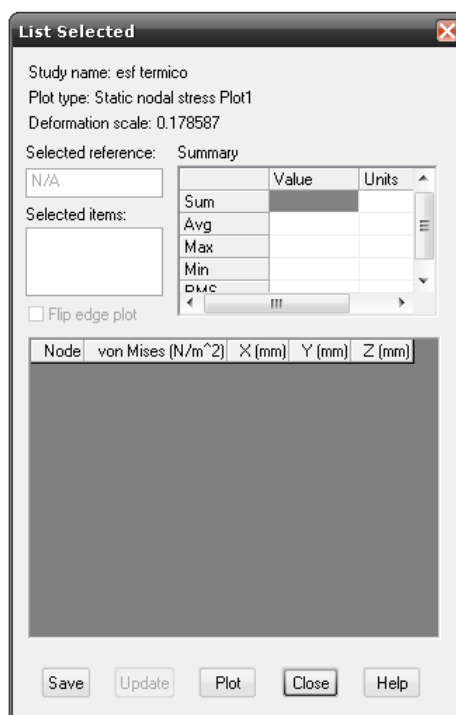 List Selected
Study name: esf termico
Plot type: Static nodal stress Plot1
Deformation scale: 0.178587
Selected reference:
Summary
N/A
Value Units
Selected items:
Sum
Avg
Max
Min
RMS
Flip edge plot
Node von Mises (N/m^2) X (mm) Y (mm) Z (mm)
Save Update Plot Close Help